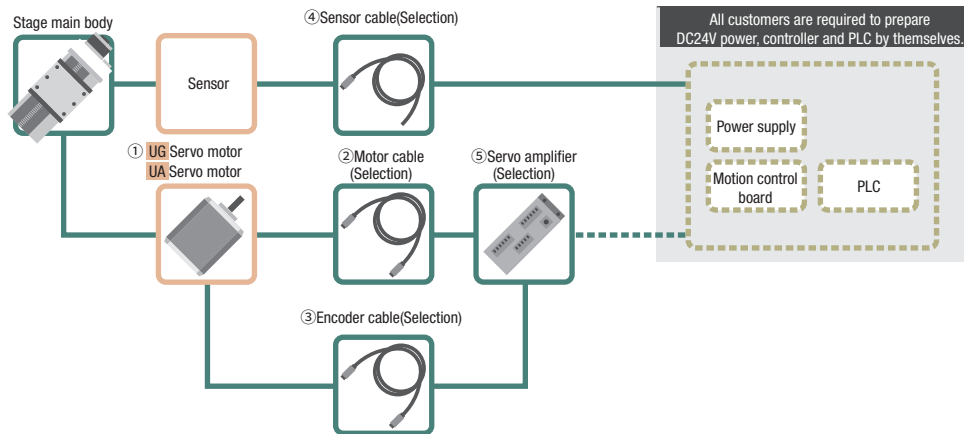 Stage main body
④Sensor cable(Selection)
All customers are required to prepare
DC24V power, controller and PLC by themselves.
Sensor
Power supply
Motion control
board
PLC
① UG Servo motor
UA Servo motor
②Motor cable
(Selection)
⑤Servo amplifier
(Selection)
③Encoder cable(Selection)